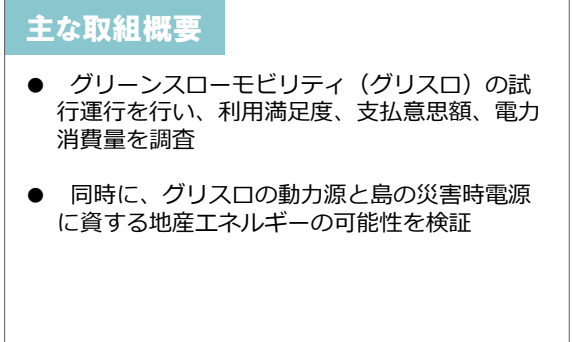 主な取組概要
● グリーンスローモビリティ（グリスロ）の試
行運行を行い、利用満足度、支払意思額、電力
消費量を調査
● 同時に、グリスロの動力源と島の災害時電源
に資する地産エネルギーの可能性を検証